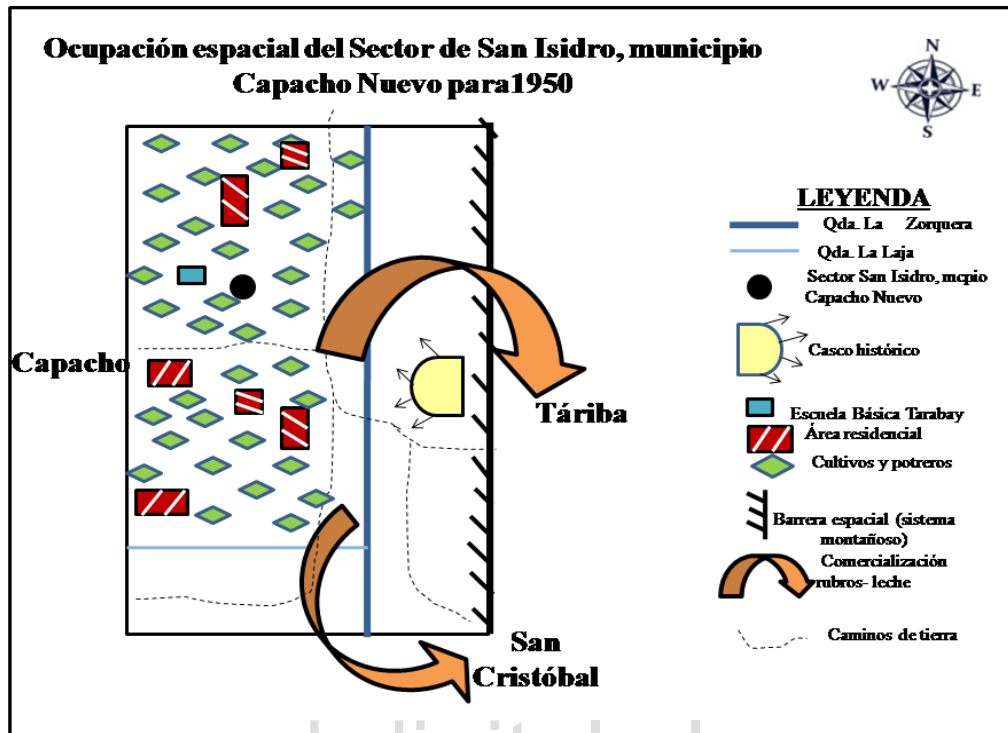 Ocupación espacial del Sector de San Isidro, municipio
Capacho Nuevo para1950
N
W
E
S
LEYENDA
Qda. La Zorquera
Qda. La Laja
Sector San Isidro, mcpio
Capacho Nuevo
Casco histórico
Escuela Básica Tarabay
Área residencial
Cultivos y potreros
Barrera espacial (sistema
montañoso)
Comercialización
rubros- leche
Caminos de tierra
Capacho
Táriba
San
Cristóbal